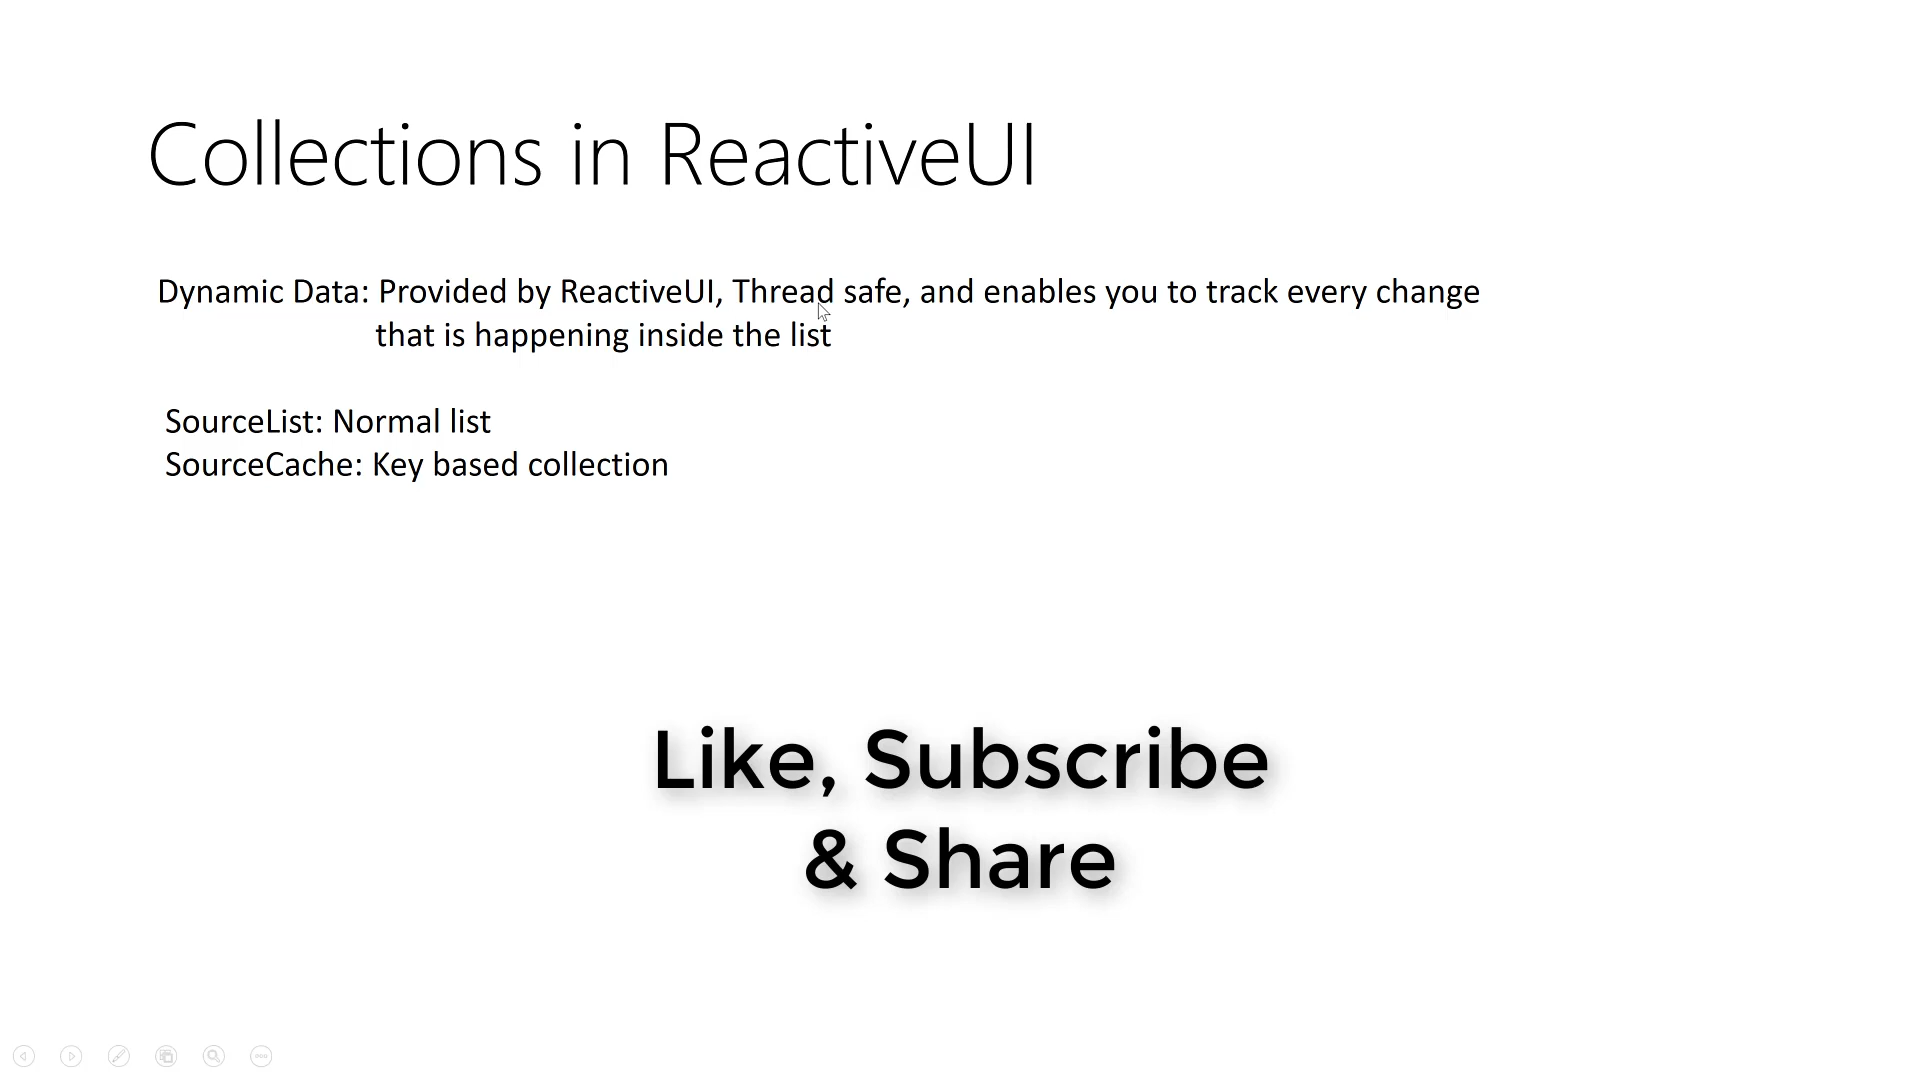 Collections in ReactiveUI
Dynamic Data: Provided by ReactiveUI, Thread safe, and enables you to track every change
that is happening inside the list
SourceList: Normal list
SourceCache: Key based collection
Like, Subscribe
& Share